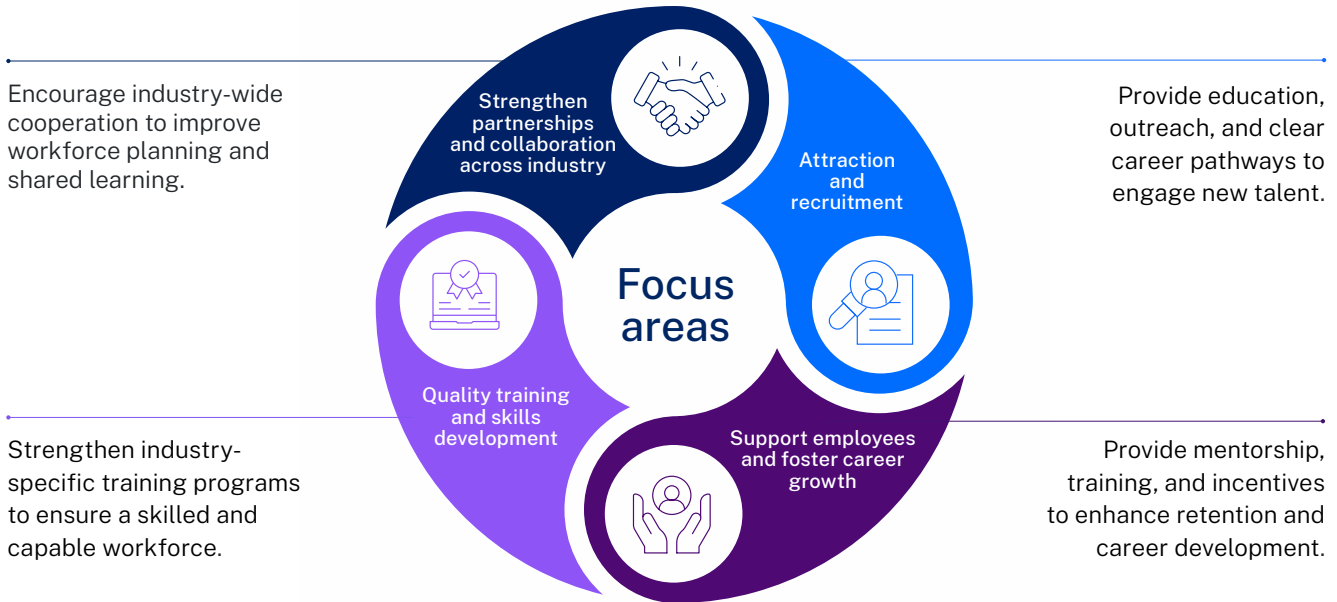 Encourage industry-wide
cooperation to improve
workforce planning and
shared learning.
Strengthen
partnerships
and collaboration
across industry
Attraction
and
recruitment
Provide education,
outreach, and clear
career pathways to
engage new talent.
Focus
areas
Strengthen industry-
specific training programs
to ensure a skilled and
capable workforce.
Quality training
and skills
development
Support employees
and foster career
growth
Provide mentorship,
training, and incentives
to enhance retention and
career development.